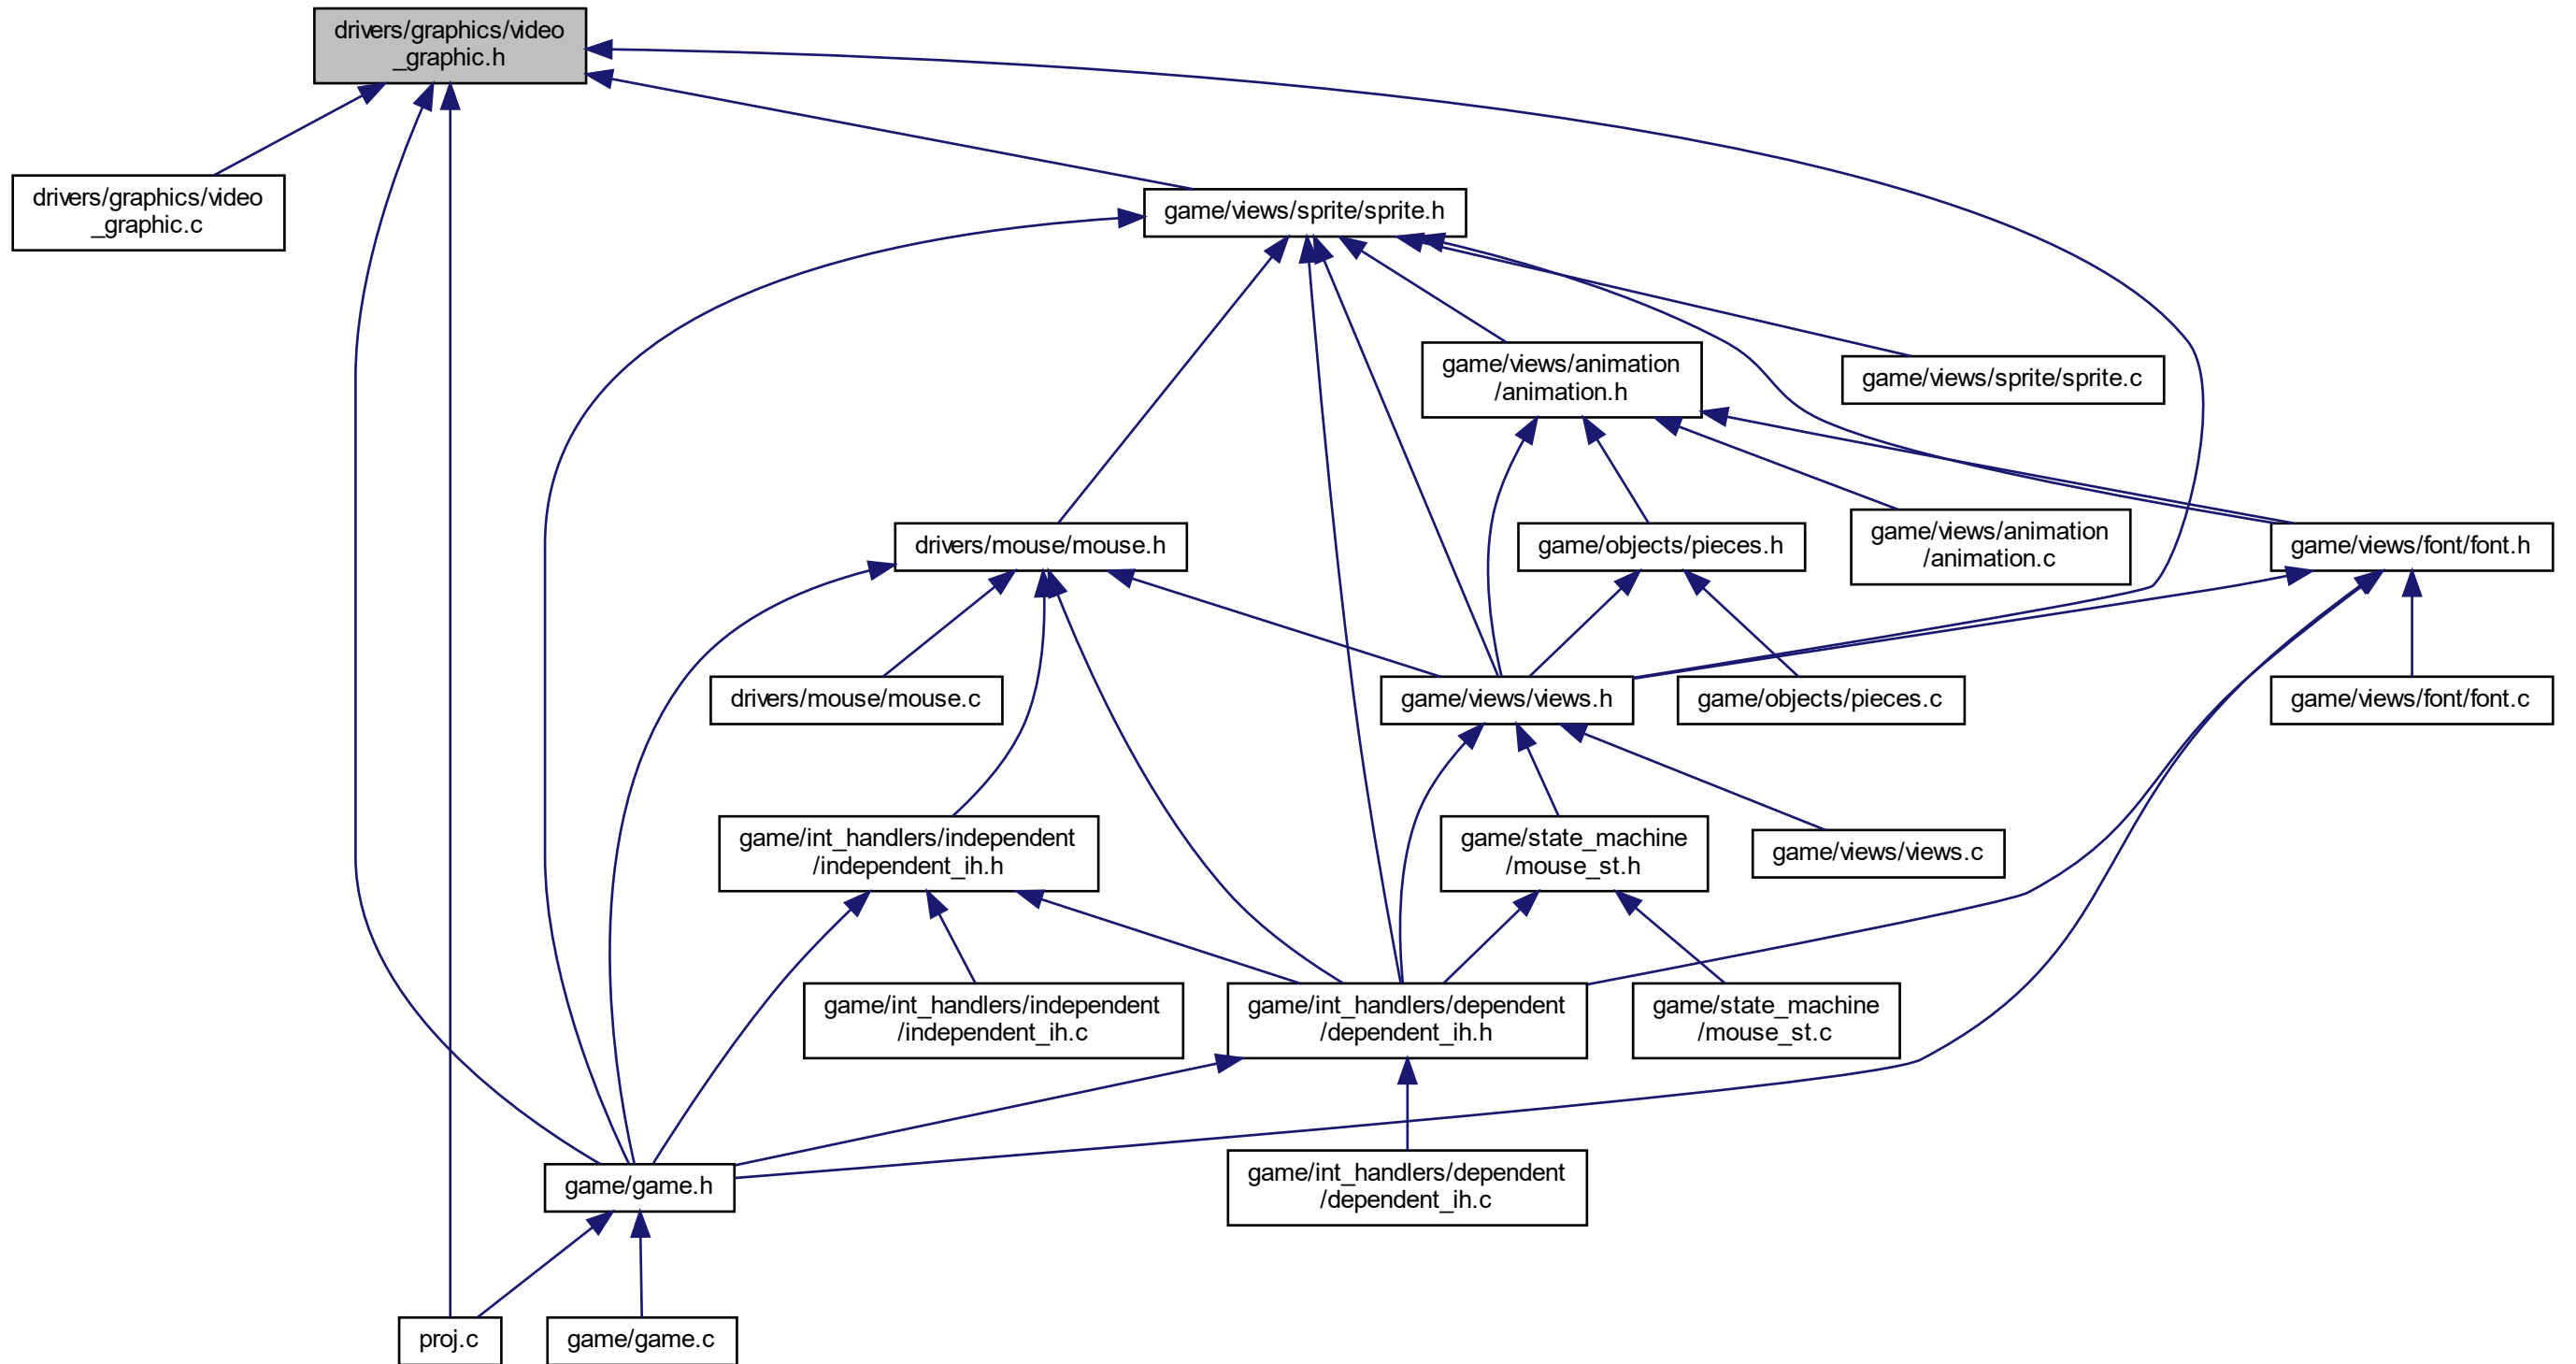 drivers/graphics/video
_graphic.h
drivers/graphics/video
_graphic.c
game/views/sprite/sprite.h
game/views/animation
/animation.h
game/views/sprite/sprite.c
drivers/mouse/mouse.h
game/objects/pieces.h
game/views/animation
/animation.c
game/views/font/font.h
drivers/mouse/mouse.c
game/views/views.h
game/objects/pieces.c
game/views/font/font.c
game/int_handlers/independent
/independent_ih.h
game/state_machine
/mouse_st.h
game/views/views.c
game/int_handlers/independent
/independent_ih.c
game/int_handlers/dependent
/dependent_ih.h
game/state_machine
/mouse_st.c
game/game.h
game/int_handlers/dependent
/dependent_ih.c
proj.c
game/game.c